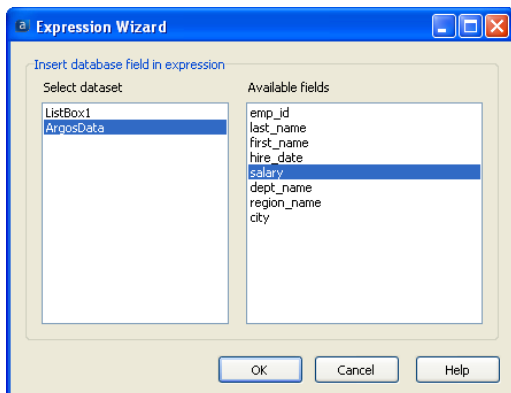 a Expression Wizard
Insert database field in expression
Select dataset
Available fields
ListBox1
ArgosData
emp_id
last_name
first_name
hire_date
salary
dept_name
region_name
city
OK
Cancel
Help